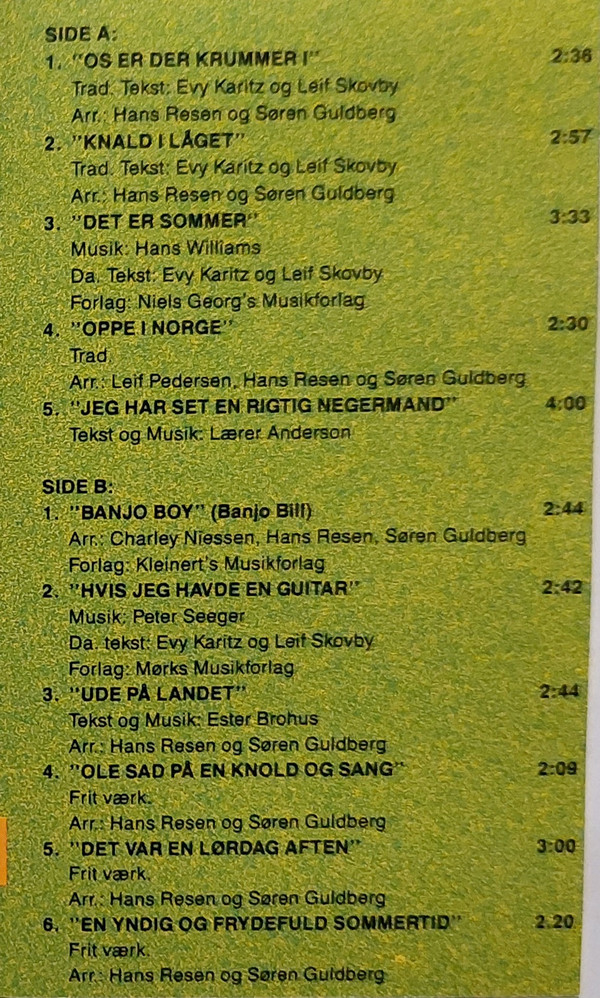 SIDE A:
1. "OS ER DER KRUMMER I" 2:36
Trad. Tekst: Evy Karitz og Leif Skovby
Arr.: Hans Resen og Søren Guldberg
2. "KNALD I LÅGET" 2:57
Trad. Tekst: Evy Karitz og Leif Skovby
Arr.: Hans Resen og Søren Guldberg
3. "DET ER SOMMER" 3:33
Musik: Hans Williams
Da. Tekst: Evy Karitz og Leif Skovby
Forlag: Niels Georg's Musikforlag
4. "OPPE I NORGE" 2:30
Trad.
Arr.: Leif Pedersen, Hans Resen og Søren Guldberg
5. "JEG HAR SET EN RIGTIG NEGERMAND" 4:00
Tekst og Musik: Lærer Anderson
SIDE B:
1. "BANJO BOY" (Banjo Bill) 2:44
Arr.: Charley Niessen, Hans Resen, Søren Guldberg
Forlag: Kleinert's Musikforlag
2. "HVIS JEG HAVDE EN GUITAR" 2:42
Musik: Peter Seeger
Da. tekst: Evy Karitz og Leif Skovby
Forlag: Mørks Musikforlag
3. "UDE PÅ LANDET" 2:44
Tekst og Musik: Ester Brohus
Arr.: Hans Resen og Søren Guldberg
4. "OLE SAD PÅ EN KNOLD OG SANG" 2:09
Frit værk.
Arr.: Hans Resen og Søren Guldberg
5. "DET VAR EN LØRDAG AFTEN" 3:00
Frit værk.
Arr.: Hans Resen og Søren Guldberg
6. "EN YNDIG OG FRYDEFULD SOMMERTID" 2.20
Frit værk.
Arr.: Hans Resen og Søren Guldberg